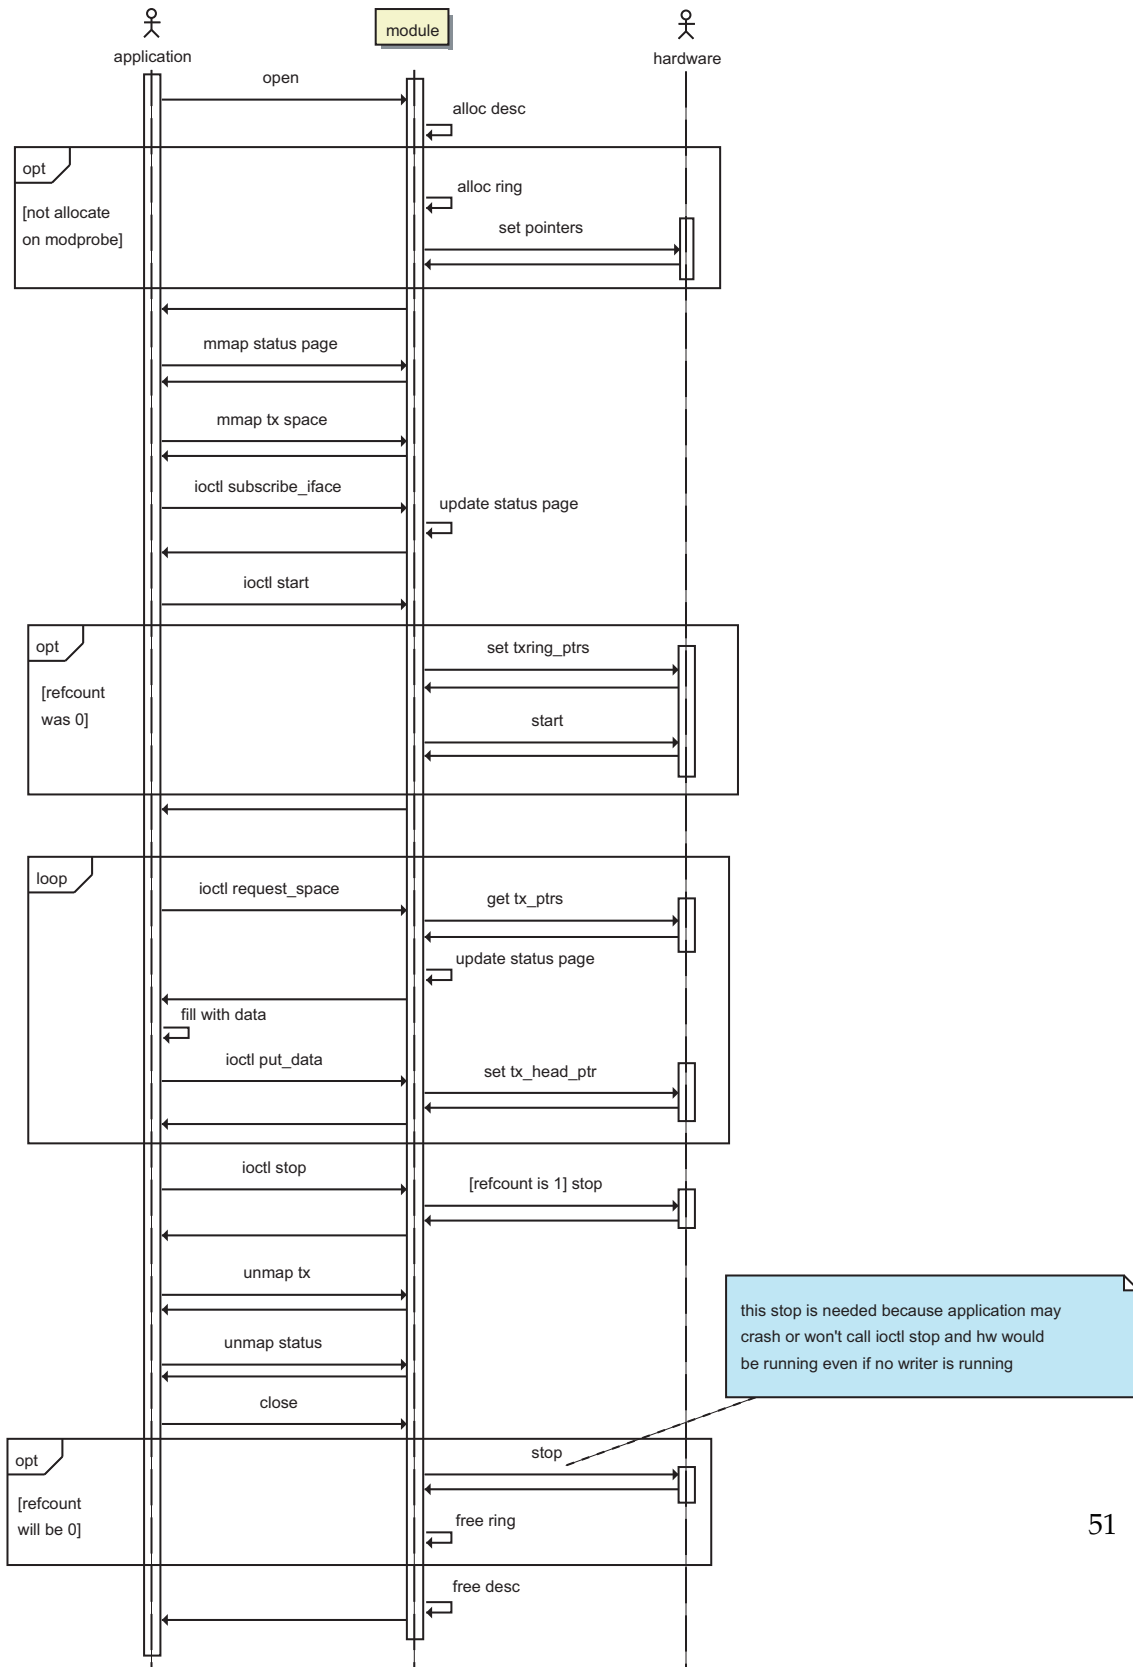 module
application
hardware
open
alloc desc
opt
alloc ring
[not allocate
on modprobe]
set pointers
mmap status page
mmap tx space
ioctl subscribe_iface
update status page
ioctl start
opt
set txring_ptrs
[refcount
was 0]
start
loop
ioctl request_space
get tx_ptrs
update status page
fill with data
ioctl put_data
set tx_head_ptr
ioctl stop
[refcount is 1] stop
unmap tx
this stop is needed because application may
crash or won't call ioctl stop and hw would
be running even if no writer is running
unmap status
close
opt
stop
[refcount
will be 0]
free ring
51
free desc